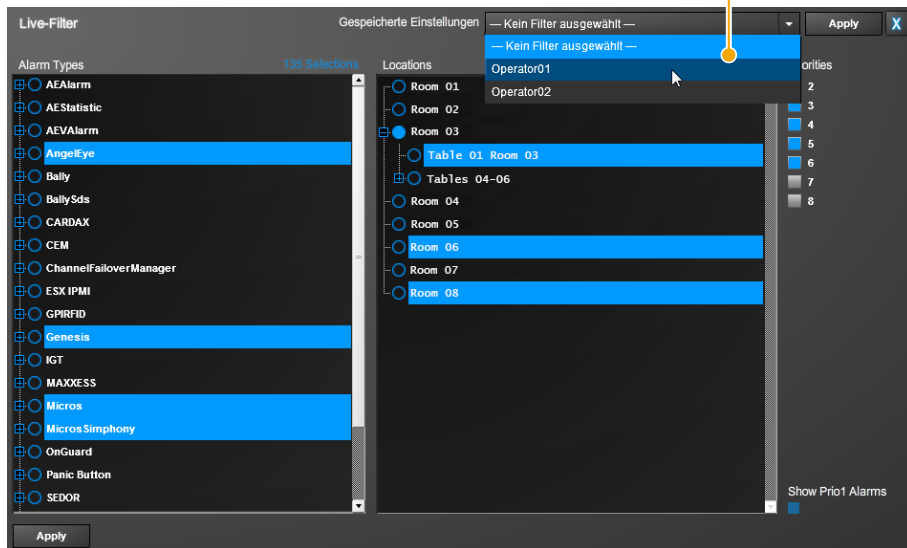 Live-Filter
Gespeicherte Einstellungen
— Kein Filter ausgewählt —
Apply
X
— Kein Filter ausgewählt —
Operator01
Operator02
Alarm Types
135 Selections
AEAlarm
AEStatistic
AEVAlarm
AngelEye
Bally
BallySds
CARDAX
CEM
ChannelFailoverManager
ESX IPMI
GPIRFID
Genesis
IGT
MAXXESS
Micros
MicrosSimphony
OnGuard
Panic Button
SEDOR
Apply
Locations
Room 01
Room 02
Room 03
Table 01 Room 03
Tables 04-06
Room 04
Room 05
Room 06
Room 07
Room 08
orities
2
3
4
5
6
7
8
Show Prio1 Alarms